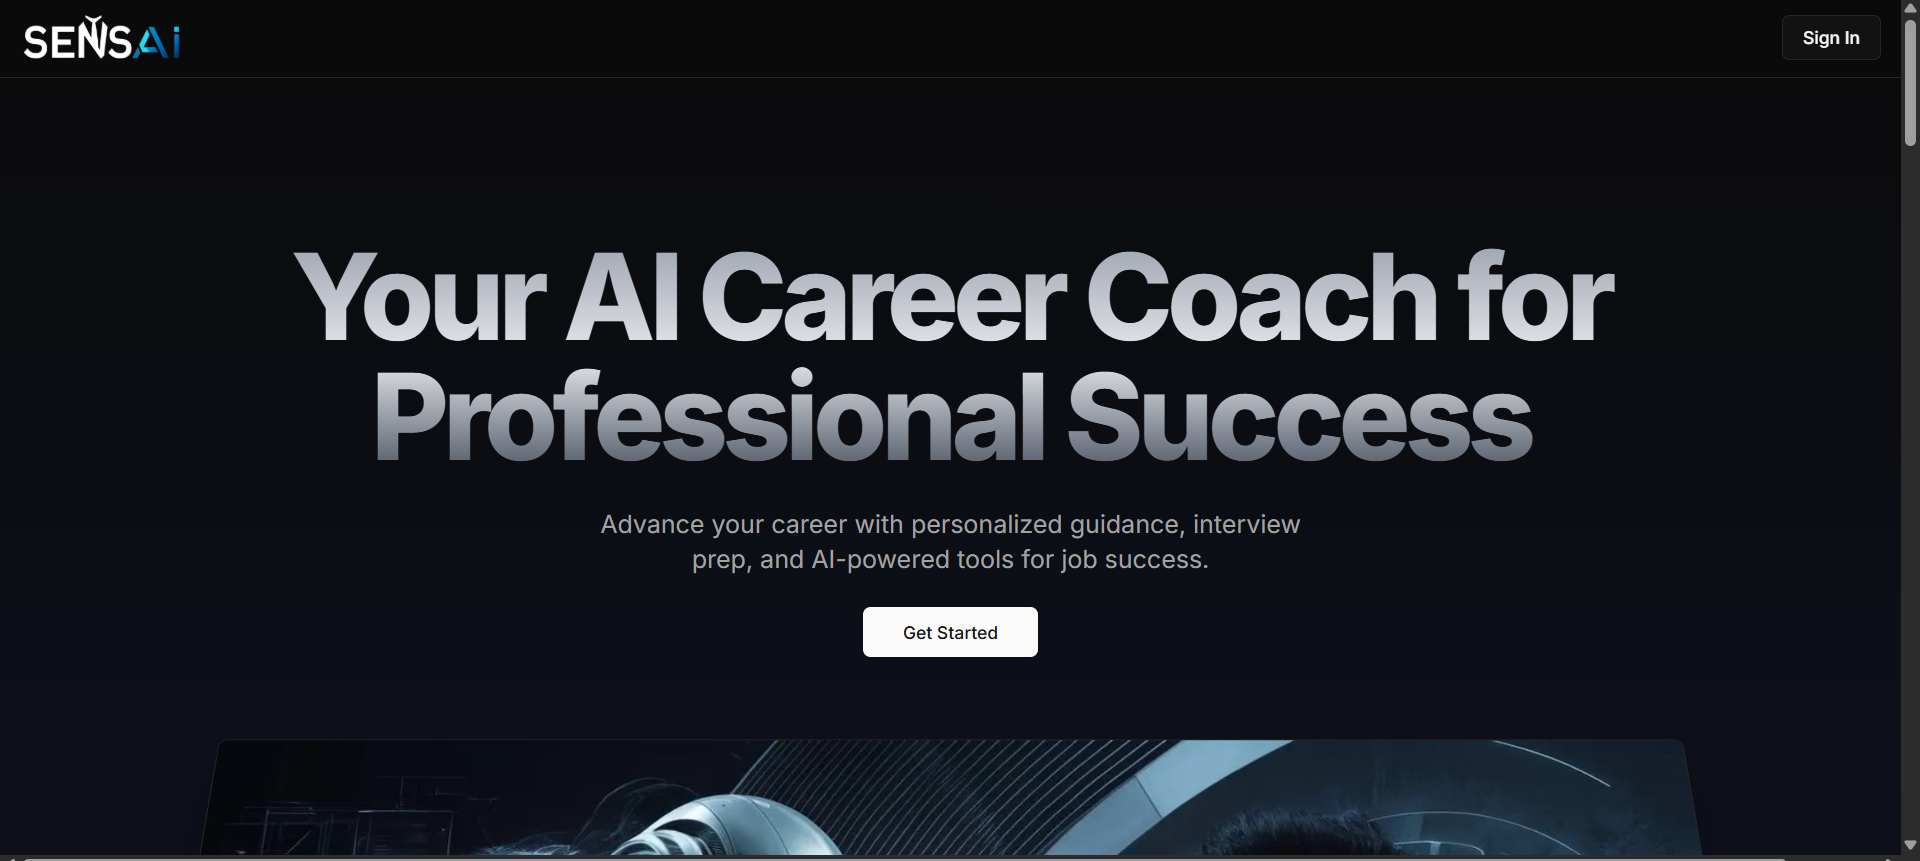 SENSAi
Sign In
Your AI Career Coach for
Professional Success
Advance your career with personalized guidance, interview
prep, and AI-powered tools for job success.
Get Started